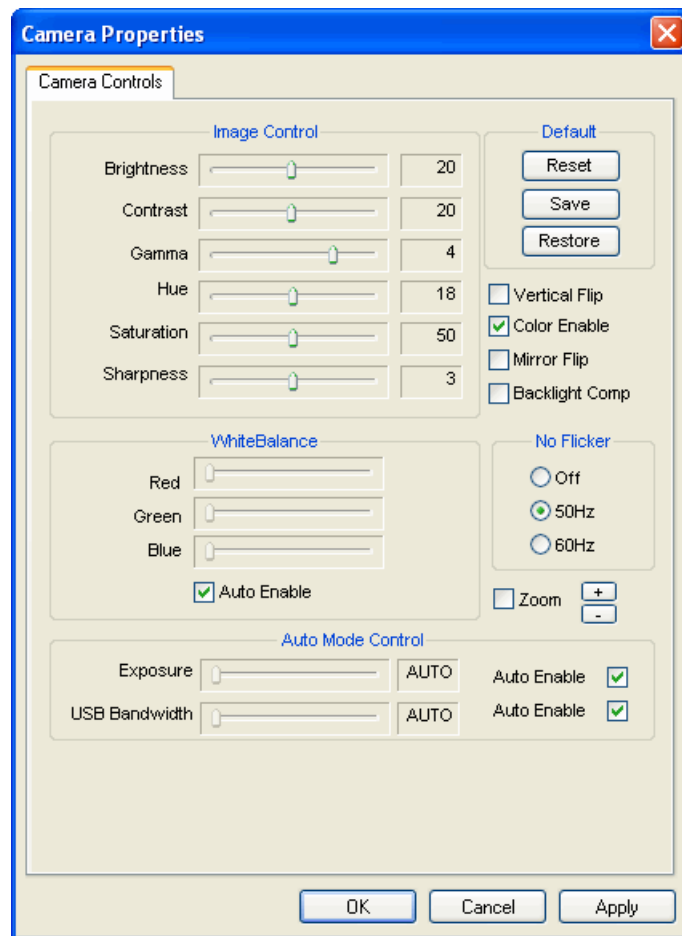 Camera Properties
Camera Controls
Image Control
Brightness 20
Contrast 20
Gamma 4
Hue 18
Saturation 50
Sharpness 3
Default
Reset
Save
Restore
Vertical Flip
Color Enable
Mirror Flip
Backlight Comp
WhiteBalance
Red
Green
Blue
Auto Enable
No Flicker
Off
50Hz
60Hz
Zoom + -
Auto Mode Control
Exposure AUTO Auto Enable
USB Bandwidth AUTO Auto Enable
OK Cancel Apply